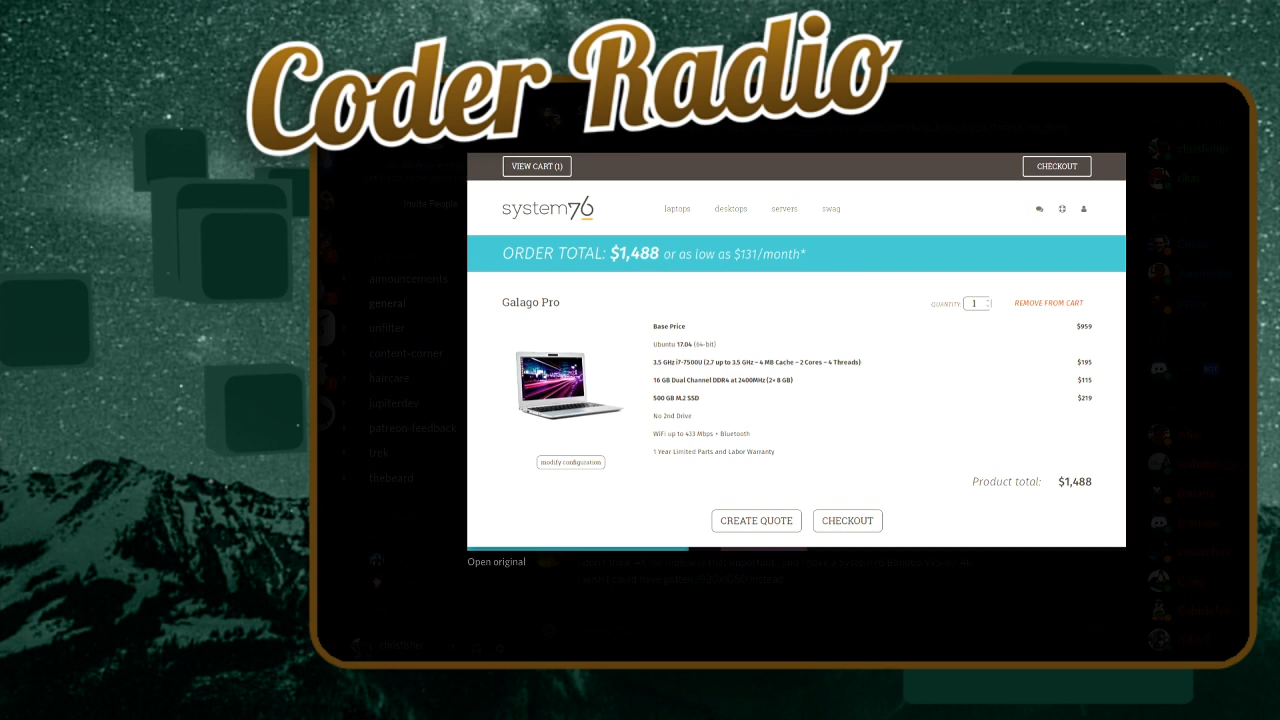 Coder Radio
VIEW CART (1)
CHECKOUT
system76
laptops desktops servers swag
ORDER TOTAL: $1,488 or as low as $131/month*
Galago Pro
QUANTITY: 1
REMOVE FROM CART
Base Price $959
Ubuntu 17.04 (64-bit)
3.5 GHz i7-7500U (2.7 up to 3.5 GHz – 4 MB Cache – 2 Cores – 4 Threads) $195
16 GB Dual Channel DDR4 at 2400MHz (2× 8 GB) $115
500 GB M.2 SSD $219
No 2nd Drive
WiFi up to 433 Mbps + Bluetooth
1 Year Limited Parts and Labor Warranty
modify configuration
Product total: $1,488
CREATE QUOTE CHECKOUT
Open original
Invite People
announcements
general
unfilter
content-corner
haircare
jupiterdev
patreon-feedback
trek
thebeard
chrisfisher